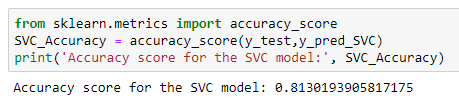 from sklearn.metrics import accuracy_score
SVC_Accuracy = accuracy_score(y_test,y_pred_SVC)
print('Accuracy score for the SVC model:', SVC_Accuracy)
Accuracy score for the SVC model: 0.8130193905817175